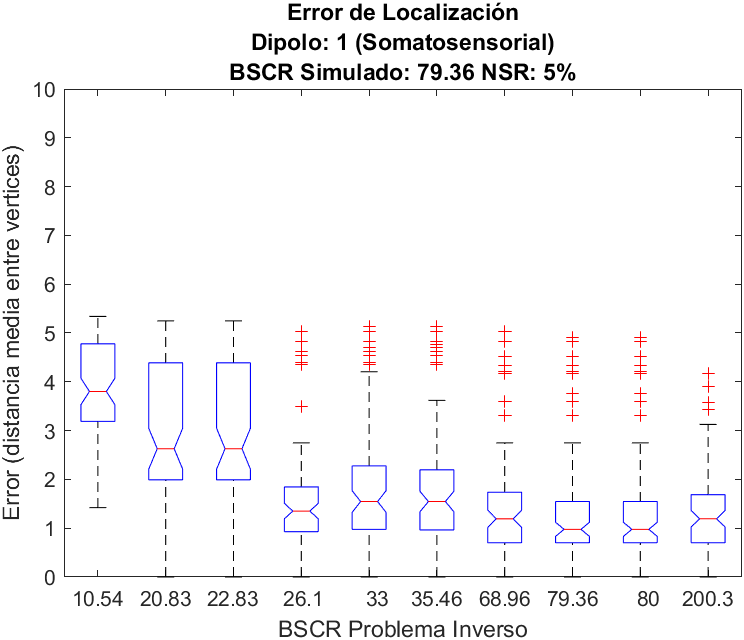 Error de Localización
Dipolo: 1 (Somatosensorial)
BSCR Simulado: 79.36 NSR: 5%
Error (distancia media entre vertices)
10
9
8
7
6
5
4
3
2
1
0
10.54 20.83 22.83 26.1 33 35.46 68.96 79.36 80 200.3
BSCR Problema Inverso